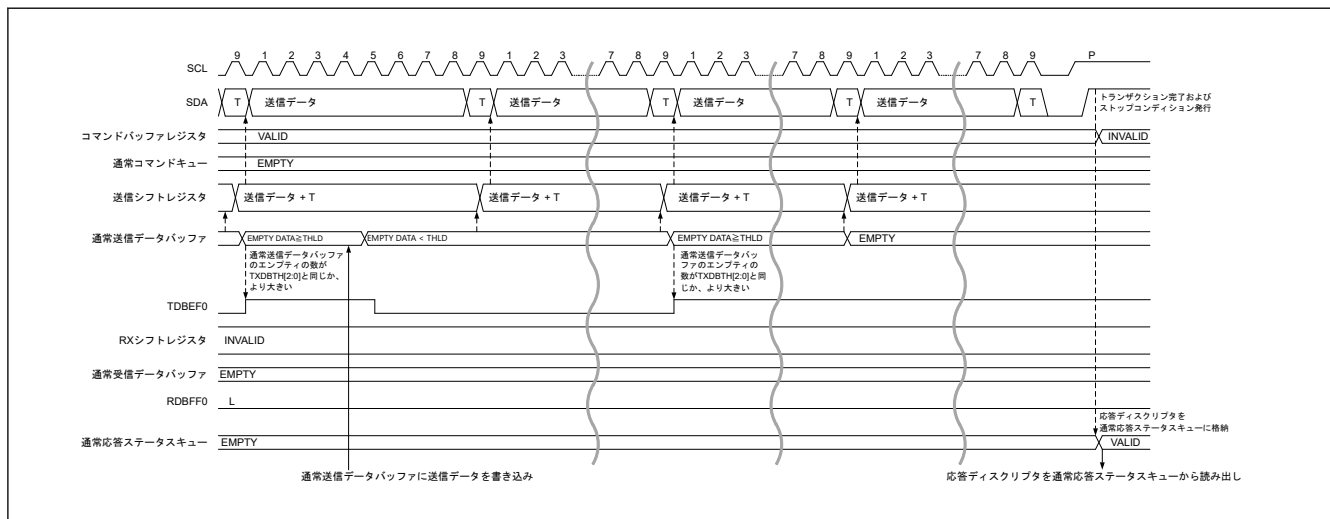 9 1 2 3 4 5 6 7 8 9 1 2 3 7 8 9 1 2 3 7 8 9 1 2 3 7 8 9 P
SCL
SDA T 送信データ T 送信データ T 送信データ T 送信データ T
トランザクション完了および
ストップコンディション発行
コマンドバッファレジスタ VALID INVALID
通常コマンドキュー EMPTY
送信シフトレジスタ 送信データ + T 送信データ + T 送信データ + T 送信データ + T
通常送信データバッファ EMPTY DATA≧THLD EMPTY DATA < THLD EMPTY DATA≧THLD EMPTY
通常送信データバッファ
のエンプティの数が
TXDBTH[2:0]と同じか、
より大きい
通常送信データバッ
ファのエンプティの
数がTXDBTH[2:0]と同
じか、より大きい
TDBEF0
RXシフトレジスタ INVALID
通常受信データバッファ EMPTY
RDBFF0 L
応答ディスクリプタを
通常応答ステータスキューに格納
通常応答ステータスキュー EMPTY VALID
通常送信データバッファに送信データを書き込み
応答ディスクリプタを通常応答ステータスキューから読み出し